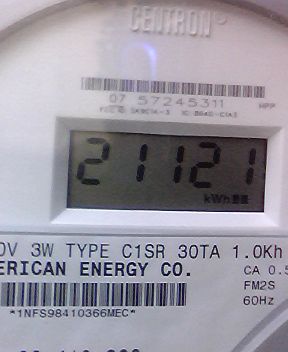 CENTRON®
07 57245311 HPP
21121
kWh
0V 3W TYPE C1SR 30TA 1.0Kh
ERICAN ENERGY CO.
CA 0.5
FM2S
60Hz
*1NFS98410366MEC*